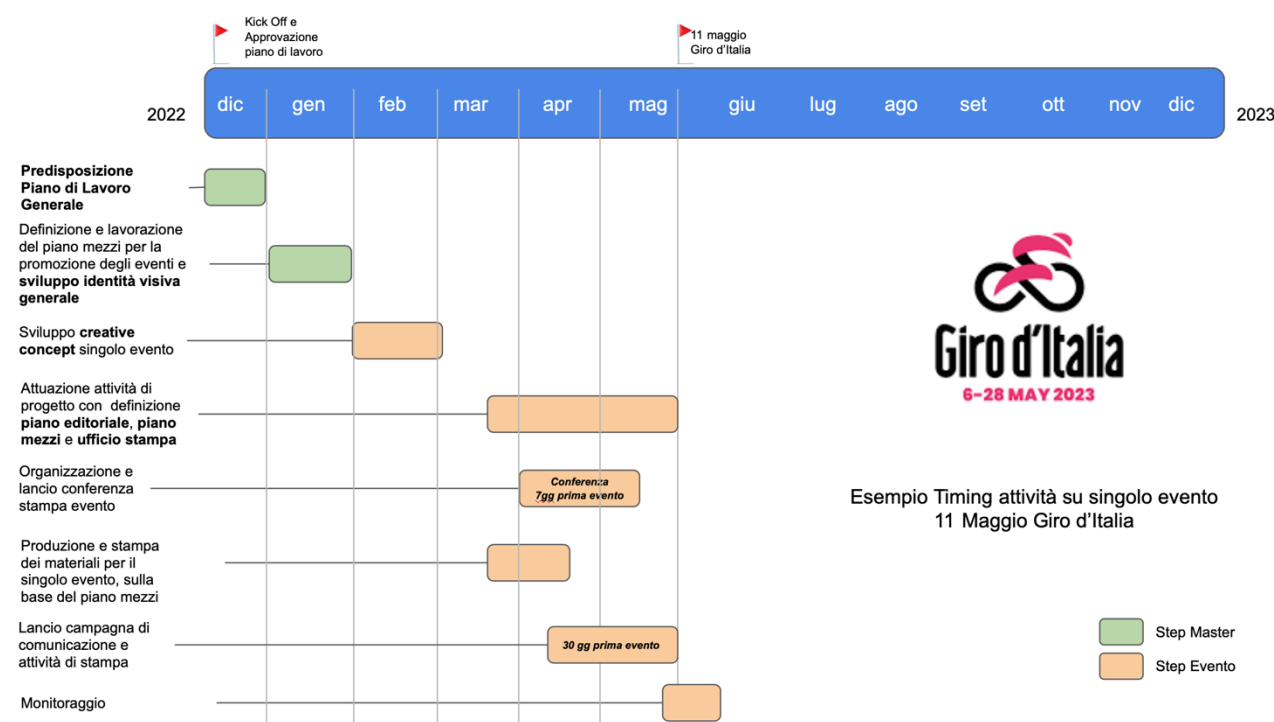 Kick Off e
Approvazione
piano di lavoro
11 maggio
Giro d'Italia
2022
dic gen feb mar apr mag giu lug ago set ott nov dic
2023
Predisposizione
Piano di Lavoro
Generale
Definizione e lavorazione
del piano mezzi per la
promozione degli eventi e
sviluppo identità visiva
generale
Sviluppo creative
concept singolo evento
Attuazione attività di
progetto con definizione
piano editoriale, piano
mezzi e ufficio stampa
Organizzazione e
lancio conferenza
stampa evento
Conferenza
7gg prima evento
Produzione e stampa
dei materiali per il
singolo evento, sulla
base del piano mezzi
Lancio campagna di
comunicazione e
attività di stampa
30 gg prima evento
Monitoraggio
Giro d'Italia
6-28 MAY 2023
Esempio Timing attività su singolo evento
11 Maggio Giro d'Italia
Step Master
Step Evento